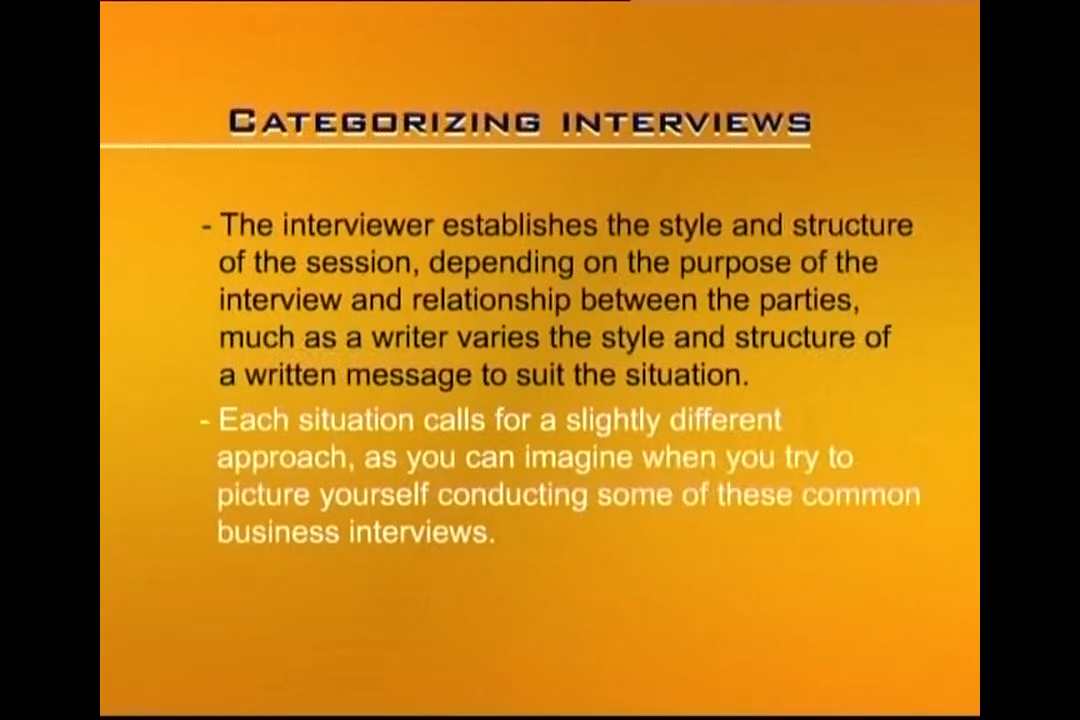 CATEGORIZING INTERVIEWS
- The interviewer establishes the style and structure
of the session, depending on the purpose of the
interview and relationship between the parties,
much as a writer varies the style and structure of
a written message to suit the situation.
- Each situation calls for a slightly different
approach, as you can imagine when you try to
picture yourself conducting some of these common
business interviews.